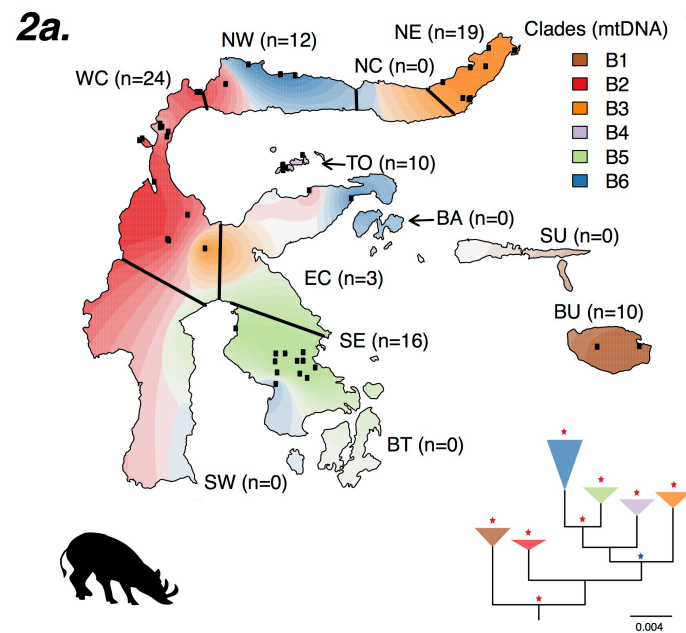 2a.
NW (n=12)
NE (n=19)
Clades (mtDNA)
WC (n=24)
NC (n=0)
B1
B2
B3
B4
B5
B6
TO (n=10)
BA (n=0)
SU (n=0)
EC (n=3)
BU (n=10)
SE (n=16)
BT (n=0)
SW (n=0)
0.004